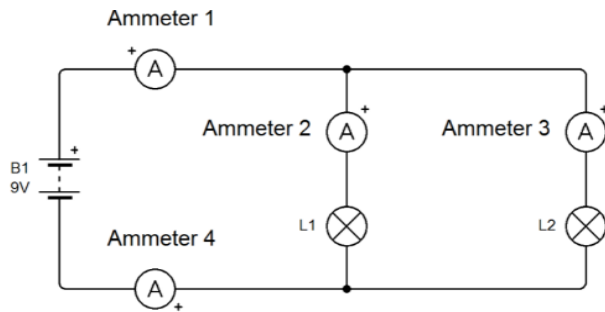 Ammeter 1
+
A
Ammeter 2
+
A
Ammeter 3
+
A
B1
9V
+
L1
L2
Ammeter 4
A
+